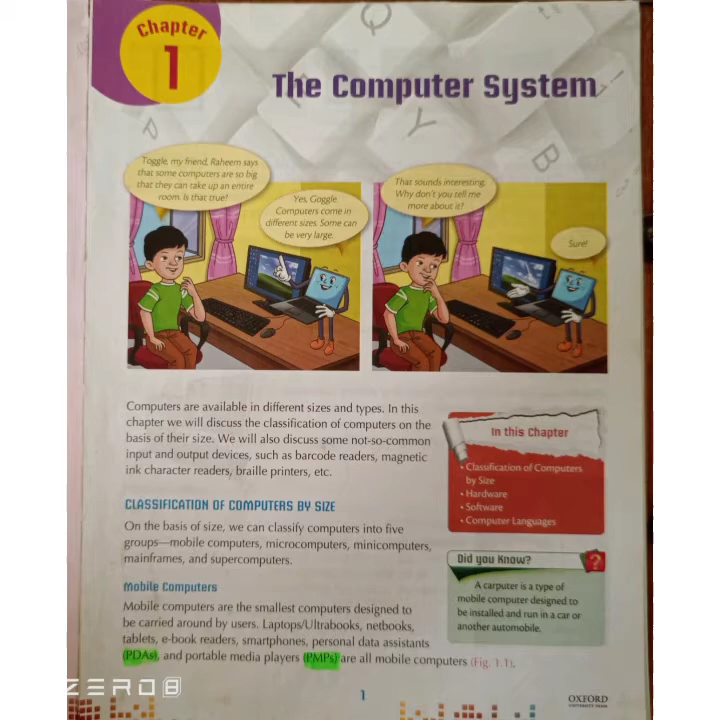 Chapter
1
The Computer System
Toggle, my friend, Raheem says
that some computers are so big
that they can take up an entire
room. Is that true?
Yes, Goggle.
Computers come in
different sizes. Some can
be very large.
That sounds interesting.
Why don't you tell me
more about it?
Sure!
Computers are available in different sizes and types. In this
chapter we will discuss the classification of computers on the
basis of their size. We will also discuss some not-so-common
input and output devices, such as barcode readers, magnetic
ink character readers, braille printers, etc.
In this Chapter
• Classification of Computers
by Size
• Hardware
• Software
• Computer Languages
CLASSIFICATION OF COMPUTERS BY SIZE
On the basis of size, we can classify computers into five
groups—mobile computers, microcomputers, minicomputers,
mainframes, and supercomputers.
Did you Know?
?
A carputer is a type of
mobile computer designed to
be installed and run in a car or
another automobile.
Mobile Computers
Mobile computers are the smallest computers designed to
be carried around by users. Laptops/Ultrabooks, netbooks,
tablets, e-book readers, smartphones, personal data assistants
(PDAs), and portable media players (PMPs) are all mobile computers (Fig. 1.1).
ZERO 8
1
OXFORD
UNIVERSITY PRESS